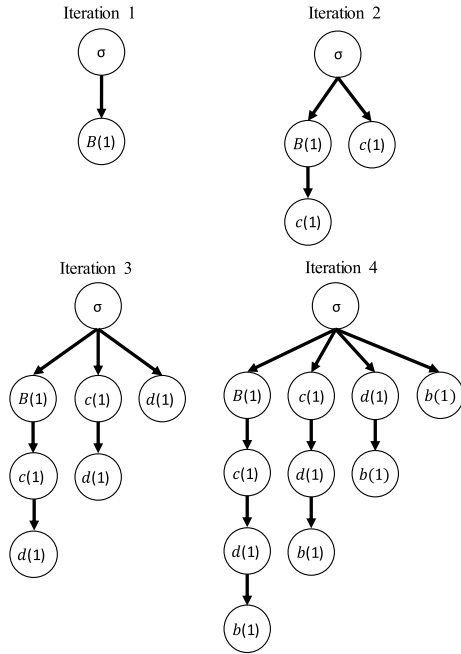 Iteration 1
σ
B(1)
Iteration 2
σ
B(1) c(1)
c(1)
Iteration 3
σ
B(1) c(1) d(1)
c(1) d(1)
d(1)
Iteration 4
σ
B(1) c(1) d(1) b(1)
c(1) d(1) b(1)
d(1) b(1)
b(1)